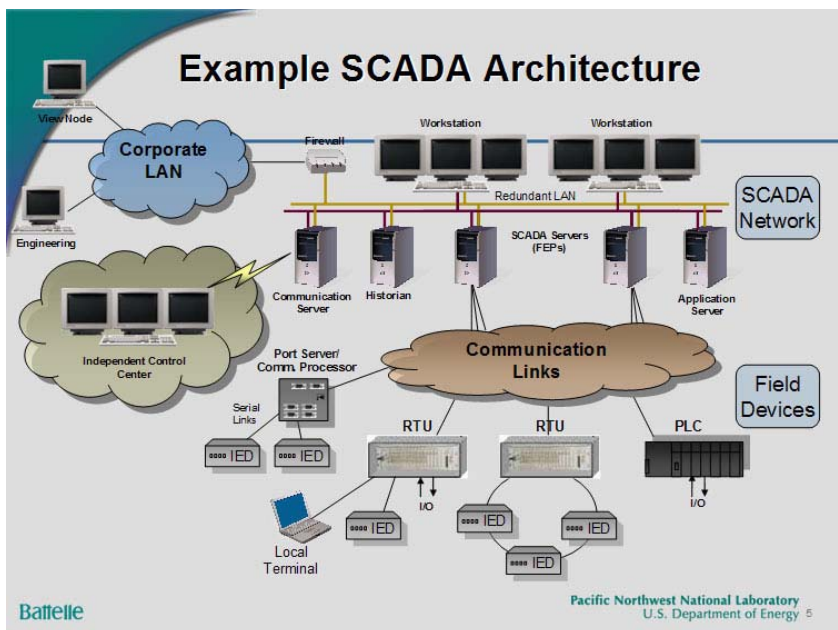 Example SCADA Architecture
View Node
Corporate
LAN
Engineering
Firewall
Workstation
Workstation
Redundant LAN
SCADA
Network
Communication
Server
Historian
SCADA Servers
(FEPs)
Application
Server
Independent Control
Center
Port Server/
Comm. Processor
Communication
Links
Field
Devices
Serial
Links
IED
IED
RTU
RTU
PLC
I/O
I/O
Local
Terminal
IED
IED
IED
IED
Battelle
Pacific Northwest National Laboratory
U.S. Department of Energy 5